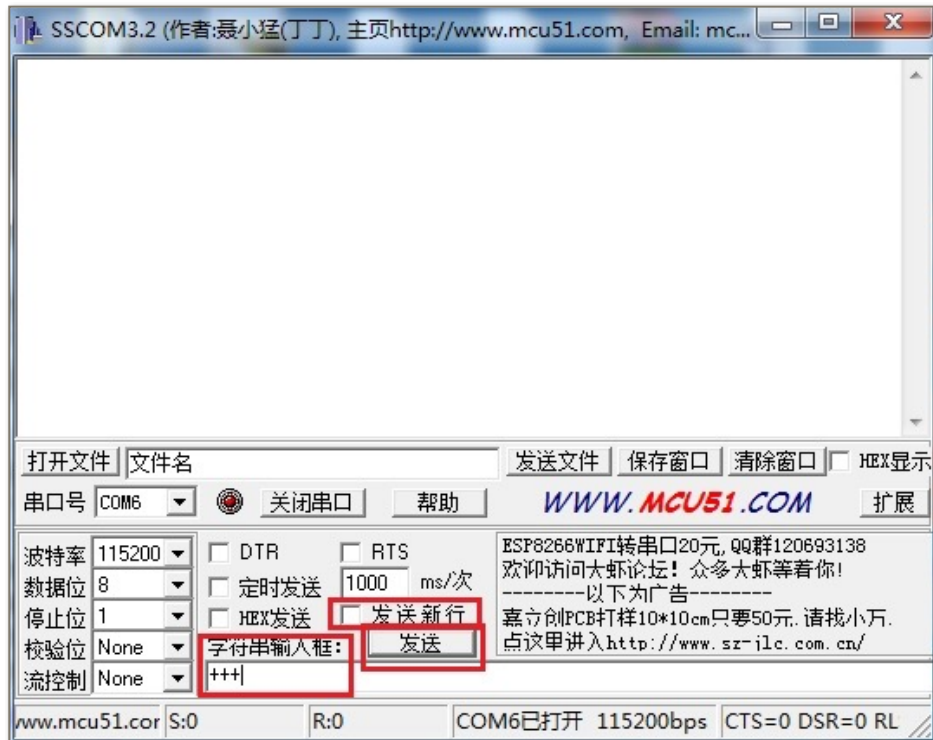 SSCOM3.2 (作者:聂小猛(丁丁), 主页http://www.mcu51.com, Email: mc...
打开文件 文件名 发送文件 保存窗口 清除窗口 HEX显示
串口号 COM6 关闭串口 帮助 WWW.MCU51.COM 扩展
波特率 115200 DTR RTS
数据位 8 定时发送 1000 ms/次
停止位 1 HEX发送 发送新行
校验位 None 字符串输入框: 发送
流控制 None +++
ESP8266WIFI转串口20元,QQ群120693138
欢迎访问大虾论坛! 众多大虾等着你!
--------以下为广告--------
嘉立创PCB打样10*10cm只要50元.请找小万.
点这里进入http://www.sz-jlc.com.cn/
www.mcu51.cor S:0 R:0 COM6已打开 115200bps CTS=0 DSR=0 RL